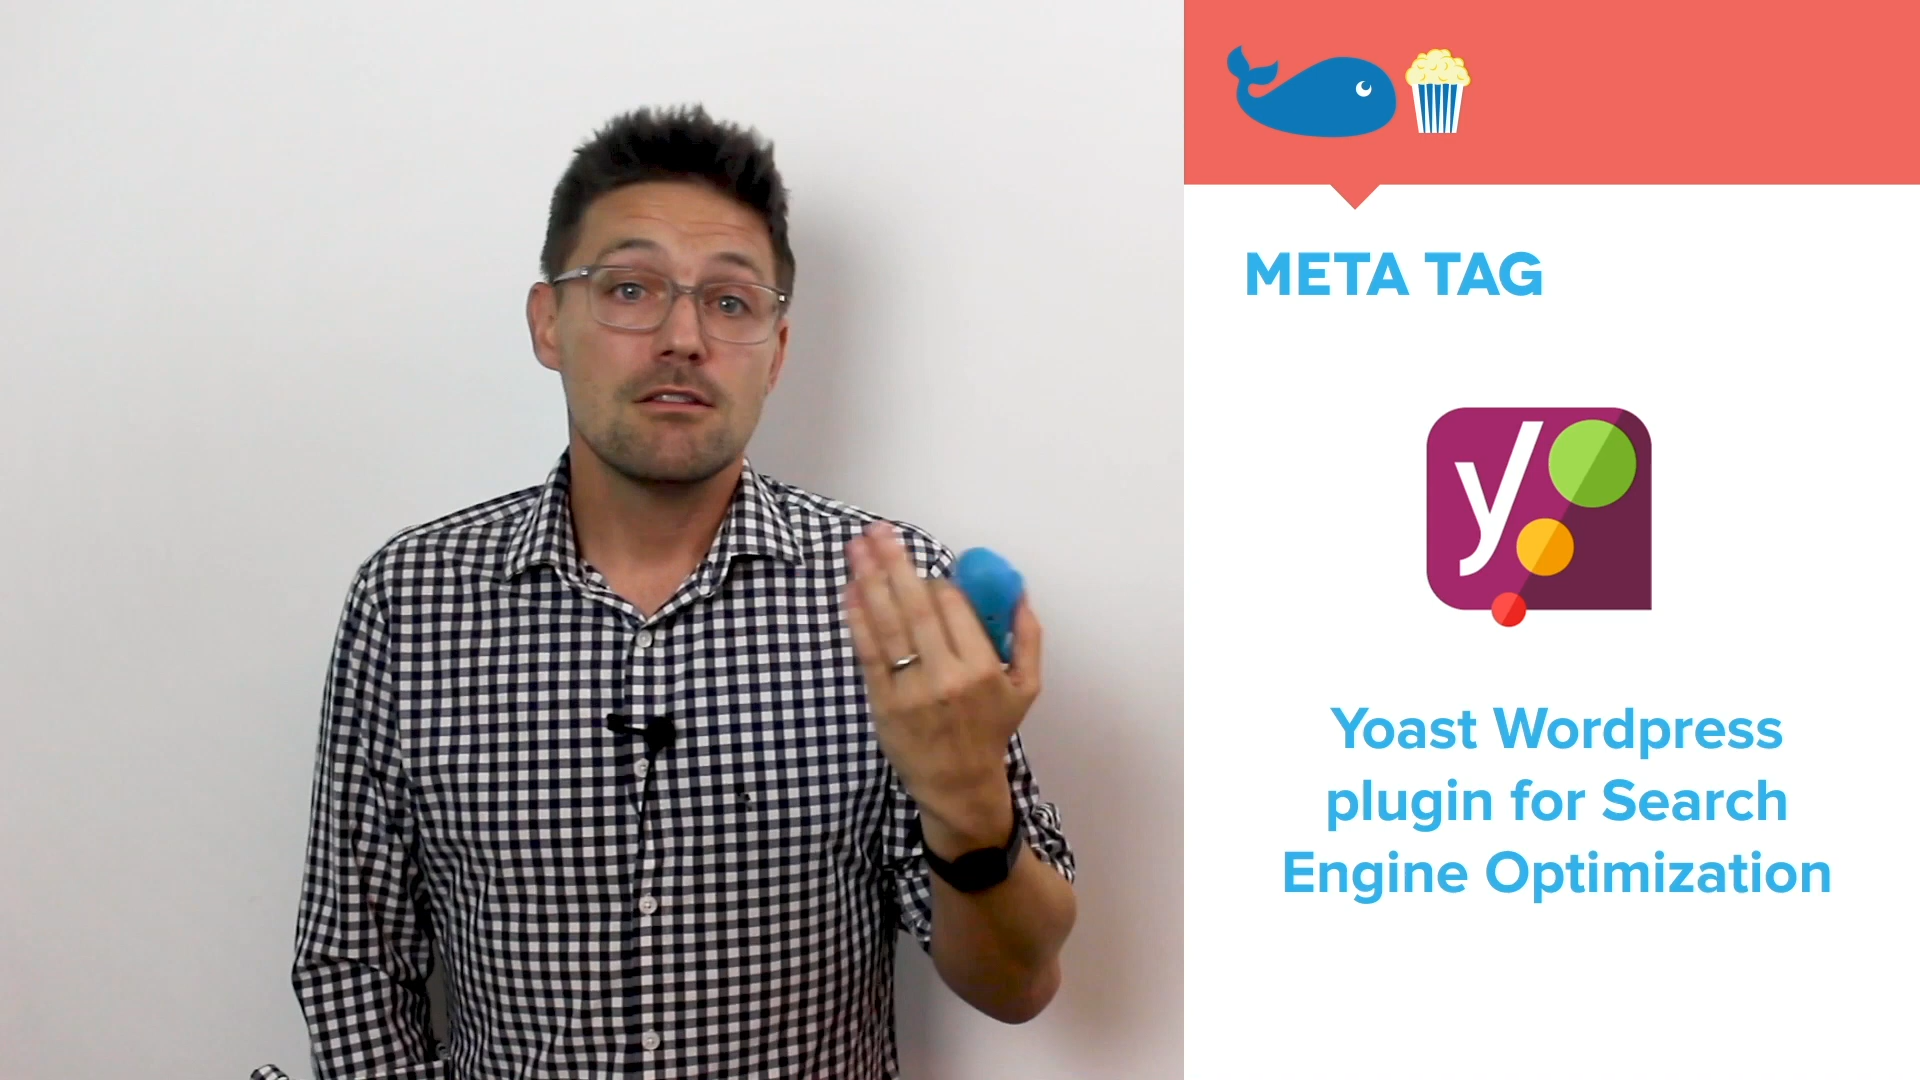 META TAG
y
Yoast Wordpress
plugin for Search
Engine Optimization